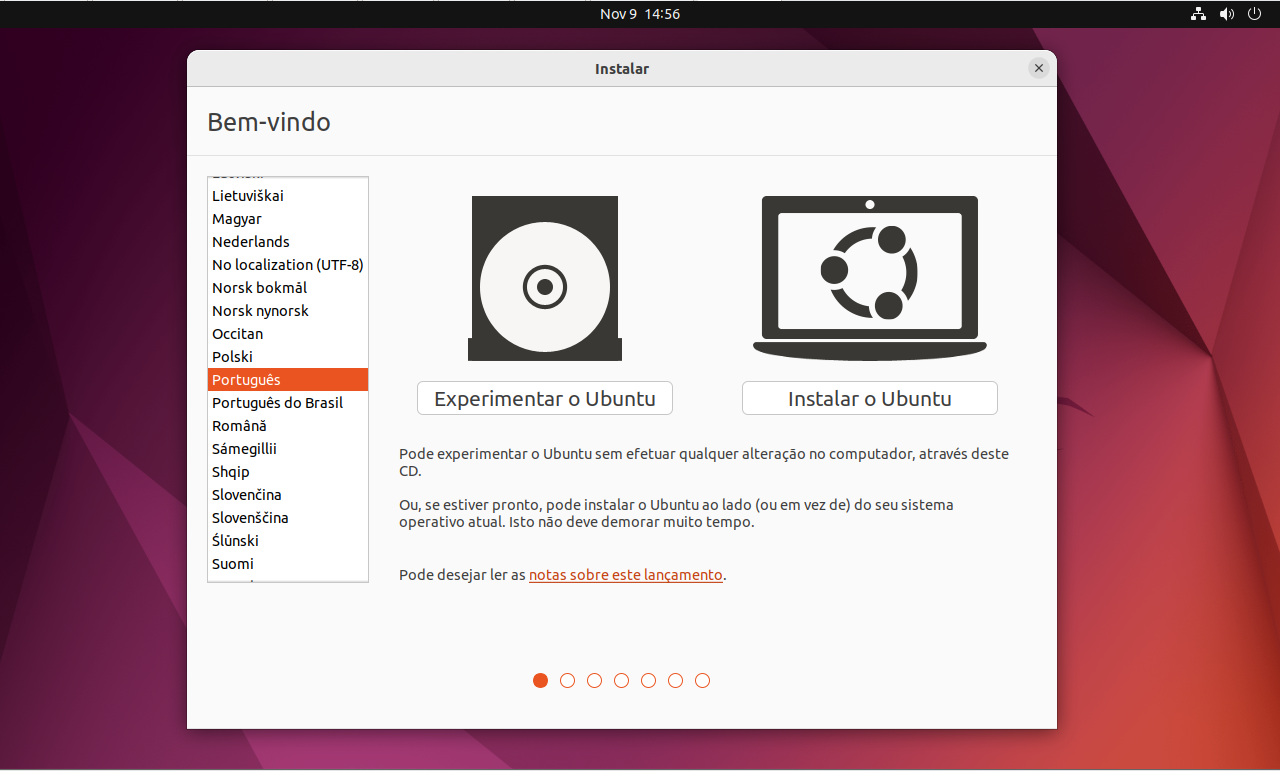 Nov 9 14:56
Instalar
Bem-vindo
Lietuviškai
Magyar
Nederlands
No localization (UTF-8)
Norsk bokmål
Norsk nynorsk
Occitan
Polski
Português
Português do Brasil
Română
Sámegillii
Shqip
Slovenčina
Slovenščina
Ślůnski
Suomi
Experimentar o Ubuntu
Instalar o Ubuntu
Pode experimentar o Ubuntu sem efetuar qualquer alteração no computador, através deste
CD.
Ou, se estiver pronto, pode instalar o Ubuntu ao lado (ou em vez de) do seu sistema
operativo atual. Isto não deve demorar muito tempo.
Pode desejar ler as notas sobre este lançamento.